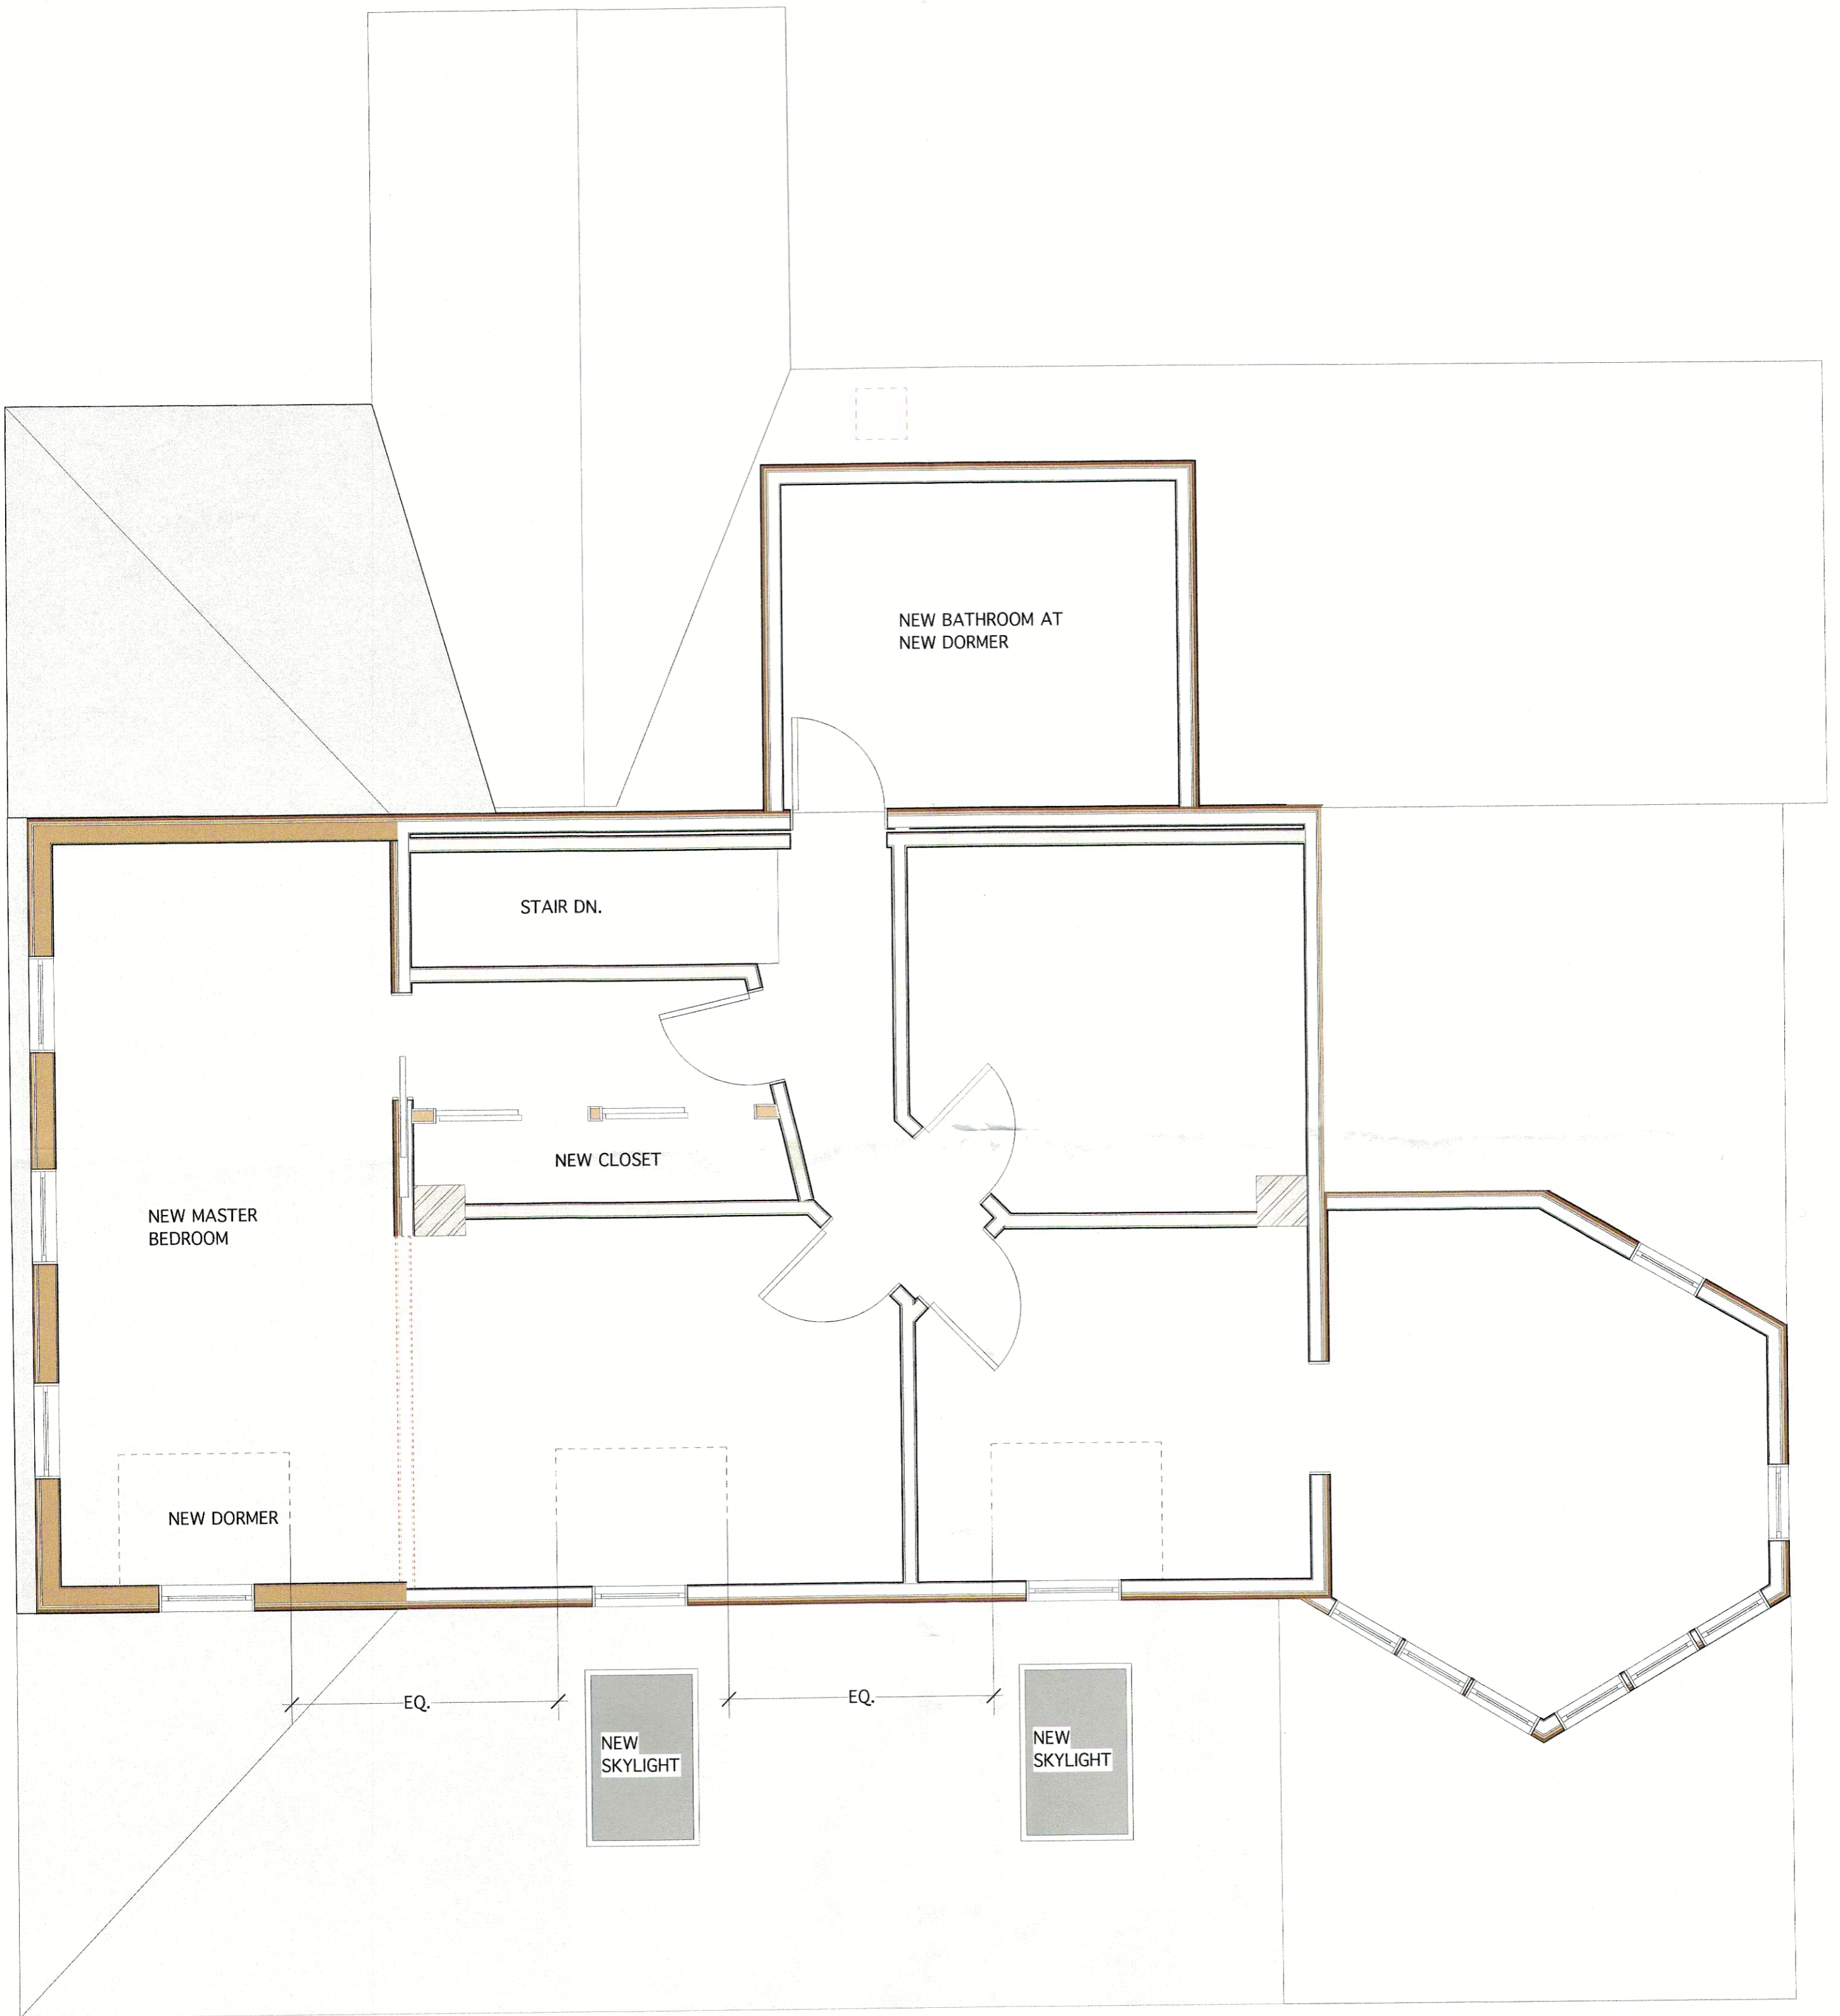 NEW BATHROOM AT
NEW DORMER
STAIR DN.
NEW CLOSET
NEW MASTER
BEDROOM
NEW DORMER
EQ.
EQ.
NEW
SKYLIGHT
NEW
SKYLIGHT